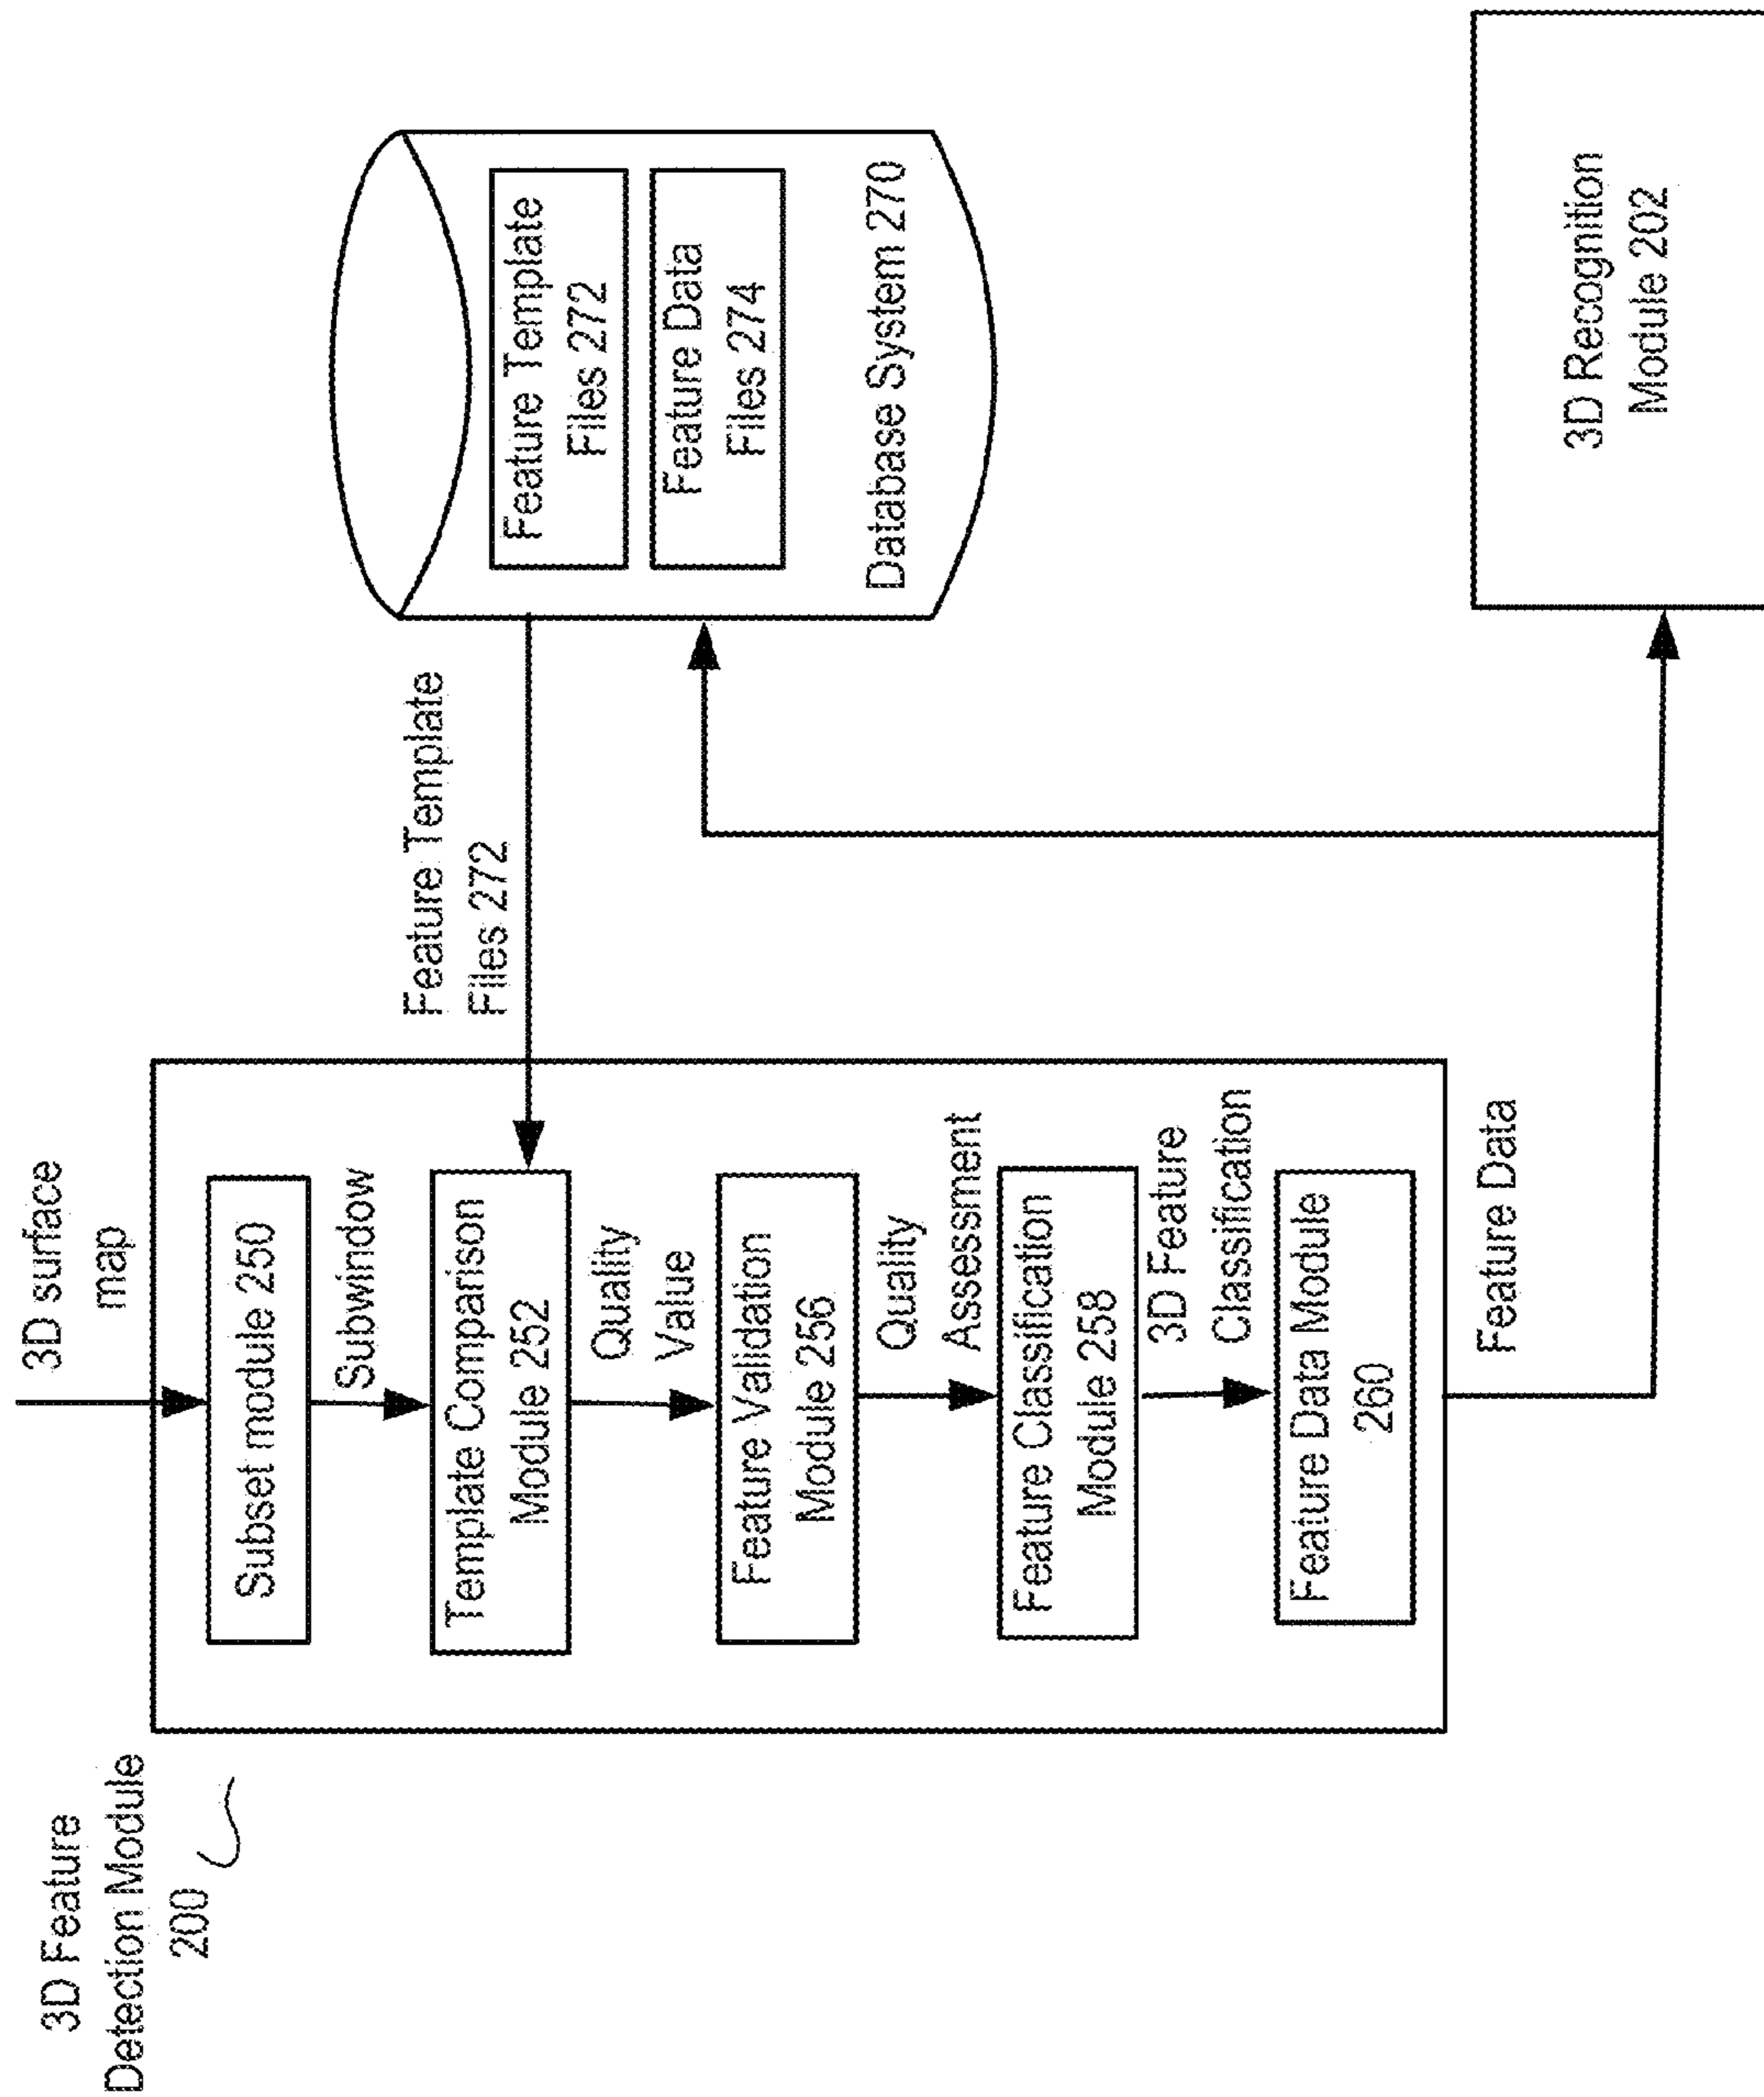 3D Feature
Detection Module
200
3D surface
map
Subset module 250
Subwindow
Template Comparison
Module 252
Quality
Value
Feature Validation
Module 256
Quality
Assessment
Feature Classification
Module 258
3D Feature
Classification
Feature Data Module
260
Feature Data
Feature Template
Files 272
Feature Template
Files 272
Feature Data
Files 274
Database System 270
3D Recognition
Module 202